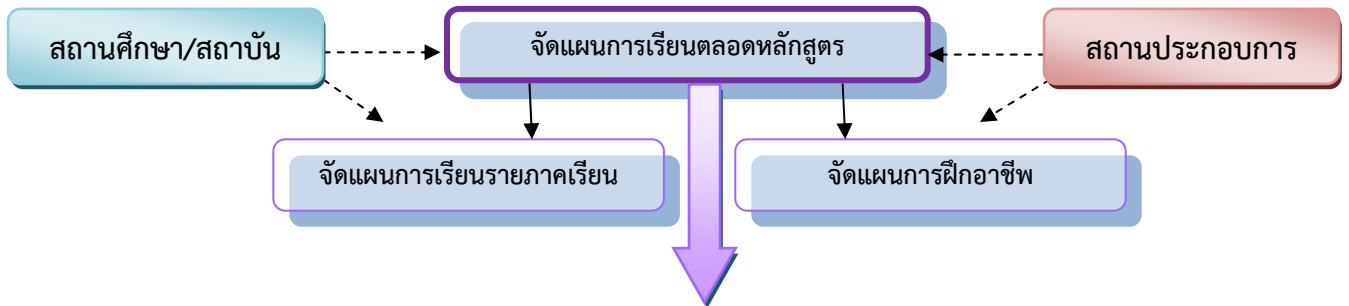 สถานศึกษา/สถาบัน
จัดแผนการเรียนตลอดหลักสูตร
สถานประกอบการ
จัดแผนการเรียนรายภาคเรียน
จัดแผนการฝึกอาชีพ